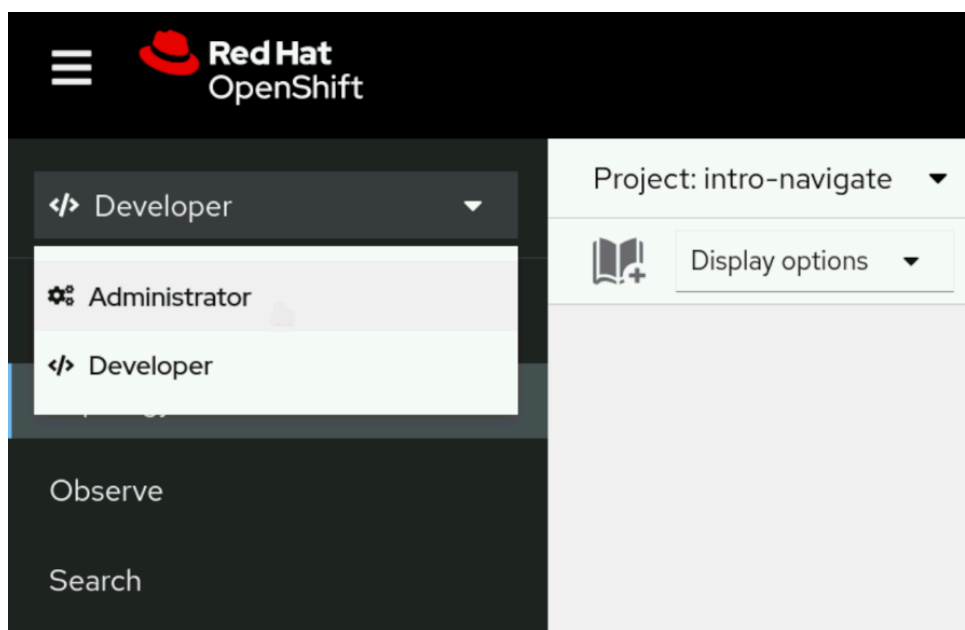 Red Hat
OpenShift
Developer
Project: intro-navigate
Display options
Administrator
Developer
Observe
Search